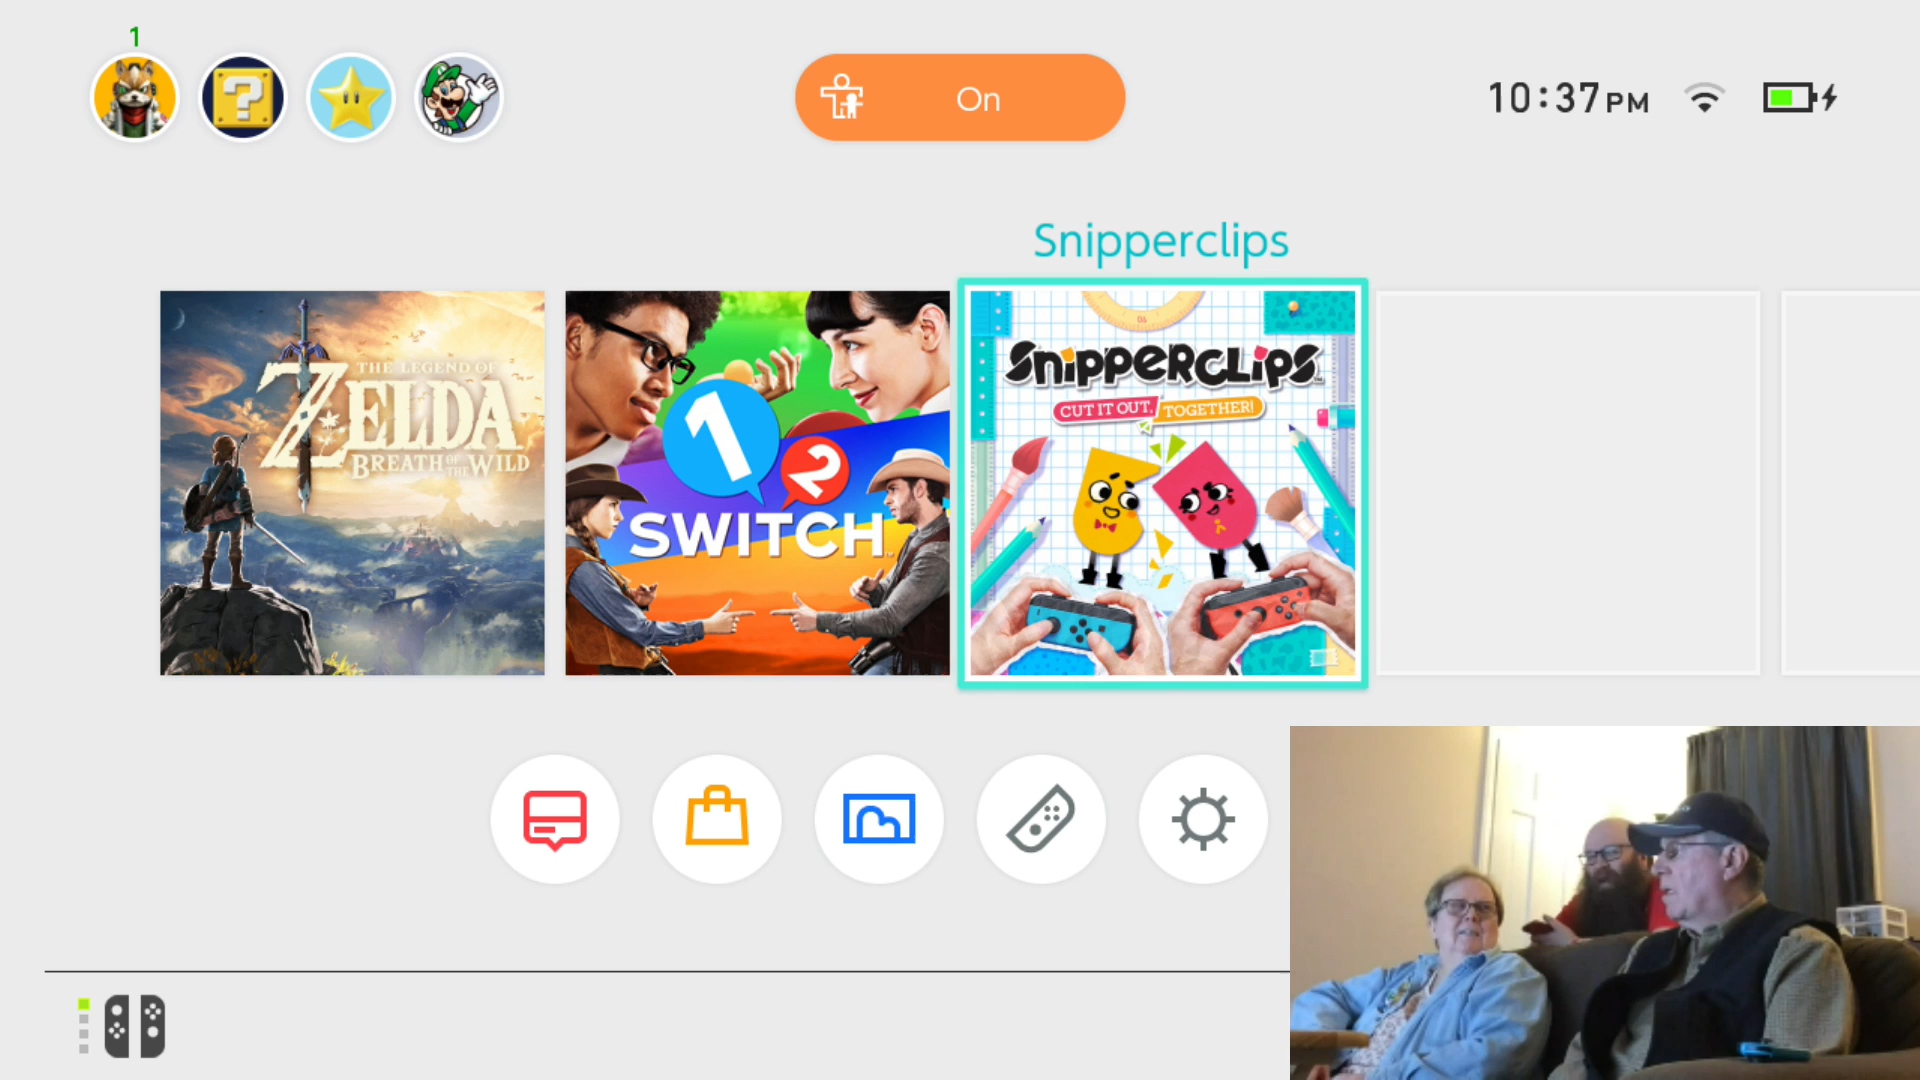 1
?
On
10:37 PM
Snipperclips
THE LEGEND OF
ZELDA
BREATH OF THE WILD
1
2
SWITCH
SNIPPERCLIPS
CUT IT OUT, TOGETHER!